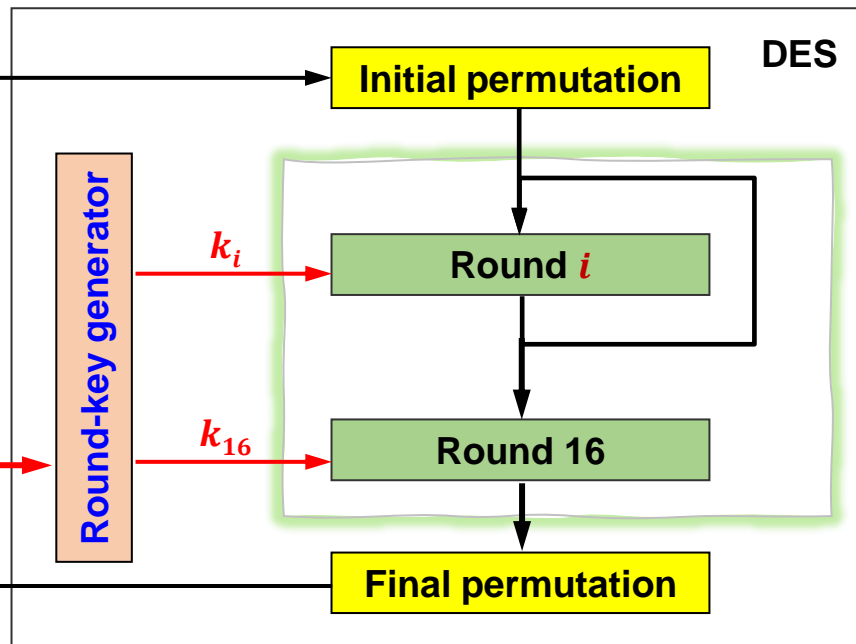 DES
Initial permutation
Round-key generator
k_i
Round i
k_16
Round 16
Final permutation